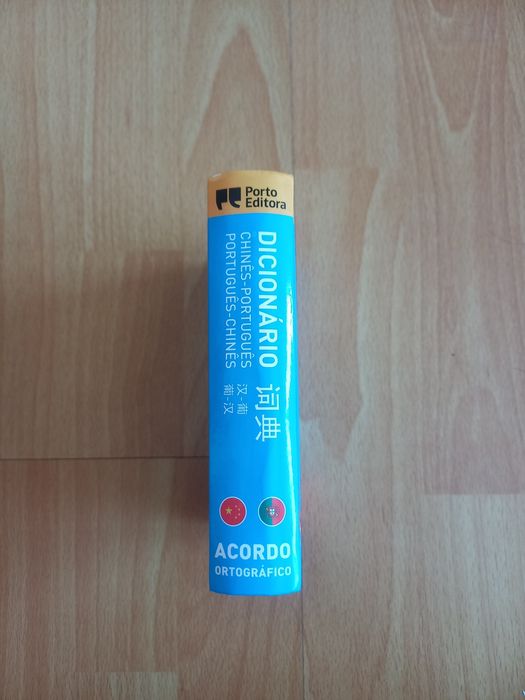 Porto
Editora
DICIONÁRIO 词典
CHINÊS-PORTUGUÊS 汉-葡
PORTUGUÊS-CHINÊS 葡-汉
ACORDO
ORTOGRÁFICO